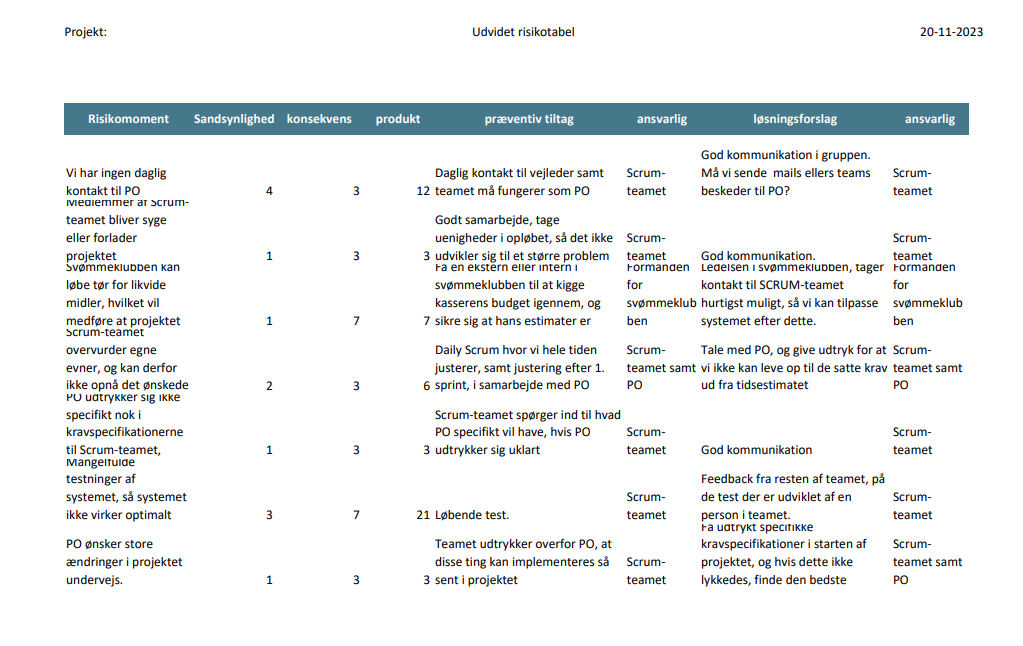 Projekt: Udvidet risikotabel 20-11-2023
Risikomoment Sandsynlighed konsekvens produkt præventiv tiltag ansvarlig løsningsforslag ansvarlig
God kommunikation i gruppen.
Vi har ingen daglig Daglig kontakt til vejleder samt Scrum- Må vi sende mails ellers teams Scrum-
kontakt til PO 4 3 12 teamet må fungerer som PO teamet beskeder til PO? teamet
Medlemmer af Scrum-
teamet bliver syge Godt samarbejde, tage
eller forlader uenigheder i opløbet, så det ikke Scrum- Scrum-
projektet 1 3 3 udvikler sig til et større problem teamet God kommunikation. teamet
Svømmeklubben kan Få en ekstern eller intern i Formanden Ledelsen i svømmeklubben, tager Formanden
løbe tør for likvide svømmeklubben til at kigge for kontakt til SCRUM-teamet for
midler, hvilket vil kasserens budget igennem, og svømmeklub hurtigst muligt, så vi kan tilpasse svømmeklub
medføre at projektet 1 7 7 sikre sig at hans estimater er ben systemet efter dette. ben
Scrum-teamet
overvurder egne Daily Scrum hvor vi hele tiden Scrum- Tale med PO, og give udtryk for at Scrum-
evner, og kan derfor justerer, samt justering efter 1. teamet samt vi ikke kan leve op til de satte krav teamet samt
ikke opnå det ønskede 2 3 6 sprint, i samarbejde med PO PO ud fra tidsestimatet PO
PO udtrykker sig ikke
specifikt nok i Scrum-teamet spørger ind til hvad
kravspecifikationerne PO specifikt vil have, hvis PO Scrum- Scrum-
til Scrum-teamet, 1 3 3 udtrykker sig uklart teamet God kommunikation teamet
Mangelfulde
testninger af Feedback fra resten af teamet, på
systemet, så systemet Scrum- de test der er udviklet af en Scrum-
ikke virker optimalt 3 7 21 Løbende test. teamet person i teamet. teamet
Få udtrykt specifikke
PO ønsker store Teamet udtrykker overfor PO, at kravspecifikationer i starten af Scrum-
ændringer i projektet disse ting kan implementeres så Scrum- projektet, og hvis dette ikke teamet samt
undervejs. 1 3 3 sent i projektet teamet lykkedes, finde den bedste PO